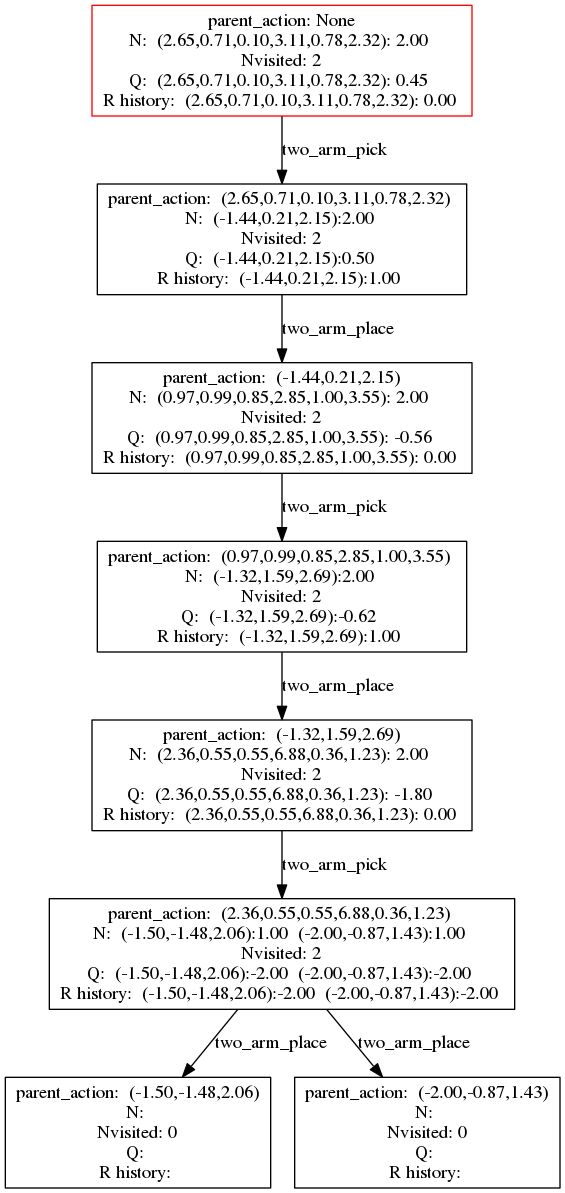 parent_action: None
N: (2.65,0.71,0.10,3.11,0.78,2.32): 2.00
Nvisited: 2
Q: (2.65,0.71,0.10,3.11,0.78,2.32): 0.45
R history: (2.65,0.71,0.10,3.11,0.78,2.32): 0.00
two_arm_pick
parent_action: (2.65,0.71,0.10,3.11,0.78,2.32)
N: (-1.44,0.21,2.15):2.00
Nvisited: 2
Q: (-1.44,0.21,2.15):0.50
R history: (-1.44,0.21,2.15):1.00
two_arm_place
parent_action: (-1.44,0.21,2.15)
N: (0.97,0.99,0.85,2.85,1.00,3.55): 2.00
Nvisited: 2
Q: (0.97,0.99,0.85,2.85,1.00,3.55): -0.56
R history: (0.97,0.99,0.85,2.85,1.00,3.55): 0.00
two_arm_pick
parent_action: (0.97,0.99,0.85,2.85,1.00,3.55)
N: (-1.32,1.59,2.69):2.00
Nvisited: 2
Q: (-1.32,1.59,2.69):-0.62
R history: (-1.32,1.59,2.69):1.00
two_arm_place
parent_action: (-1.32,1.59,2.69)
N: (2.36,0.55,0.55,6.88,0.36,1.23): 2.00
Nvisited: 2
Q: (2.36,0.55,0.55,6.88,0.36,1.23): -1.80
R history: (2.36,0.55,0.55,6.88,0.36,1.23): 0.00
two_arm_pick
parent_action: (2.36,0.55,0.55,6.88,0.36,1.23)
N: (-1.50,-1.48,2.06):1.00 (-2.00,-0.87,1.43):1.00
Nvisited: 2
Q: (-1.50,-1.48,2.06):-2.00 (-2.00,-0.87,1.43):-2.00
R history: (-1.50,-1.48,2.06):-2.00 (-2.00,-0.87,1.43):-2.00
two_arm_place
two_arm_place
parent_action: (-1.50,-1.48,2.06)
N:
Nvisited: 0
Q:
R history:
parent_action: (-2.00,-0.87,1.43)
N:
Nvisited: 0
Q:
R history: